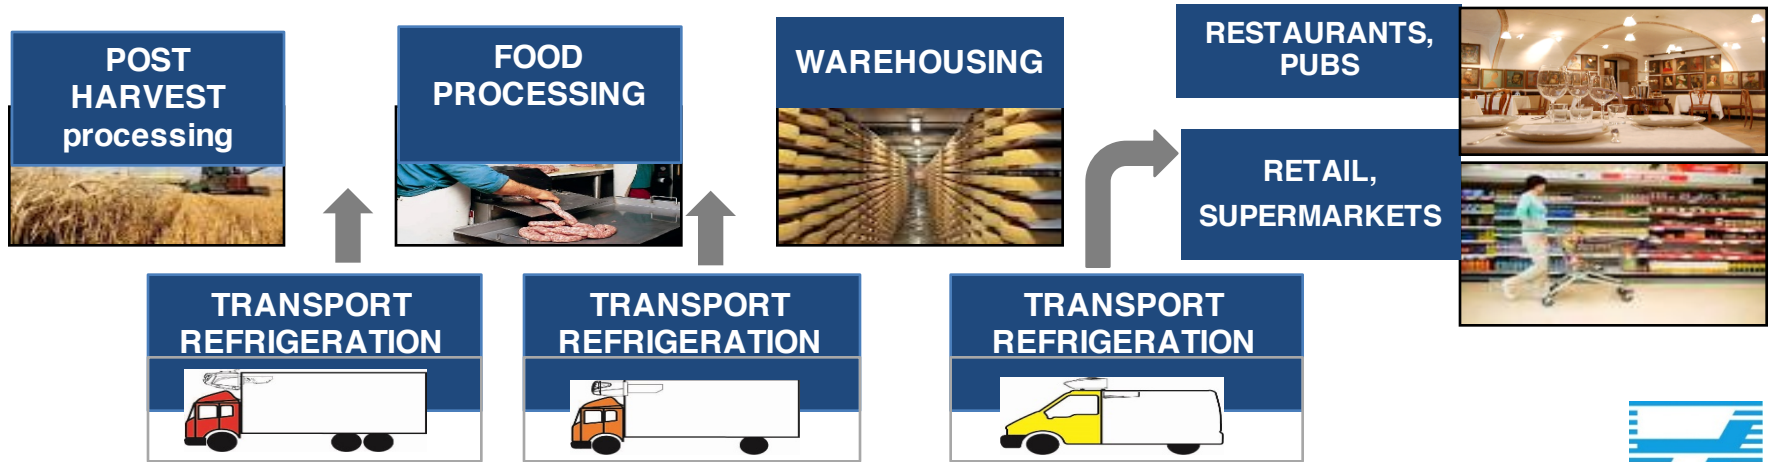 POST
HARVEST
processing
FOOD
PROCESSING
WAREHOUSING
RESTAURANTS,
PUBS
RETAIL,
SUPERMARKETS
TRANSPORT
REFRIGERATION
TRANSPORT
REFRIGERATION
TRANSPORT
REFRIGERATION